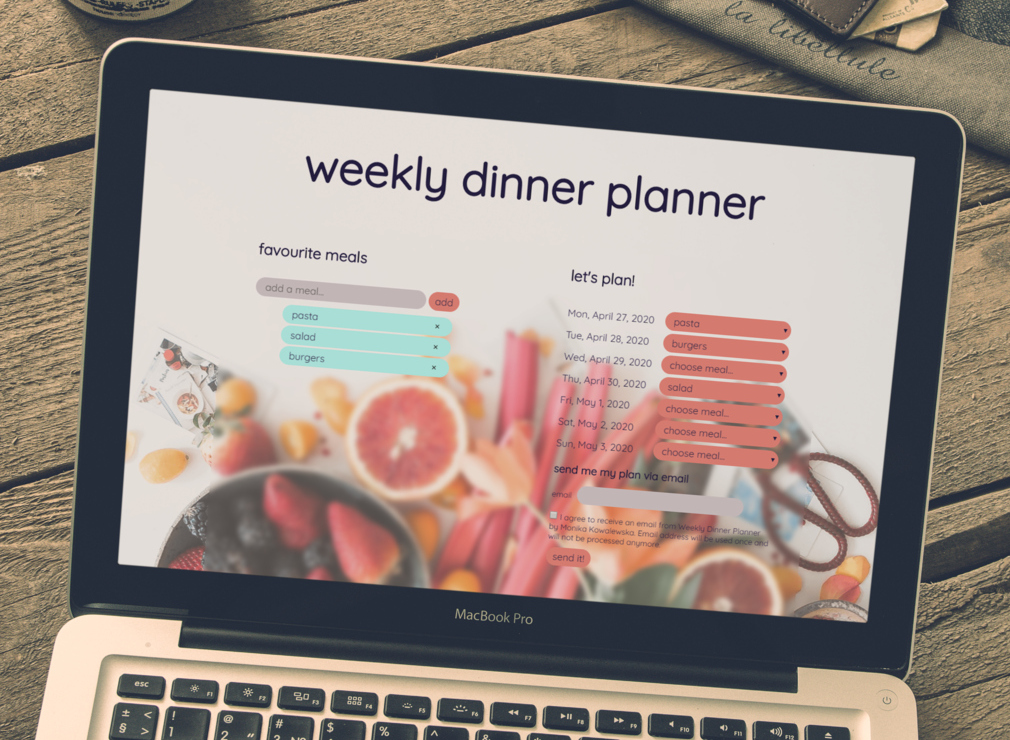 la libellule
weekly dinner planner
favourite meals
add a meal... add
pasta ×
salad ×
burgers ×
let's plan!
Mon, April 27, 2020 pasta
Tue, April 28, 2020 burgers
Wed, April 29, 2020 choose meal...
Thu, April 30, 2020 salad
Fri, May 1, 2020 choose meal...
Sat, May 2, 2020 choose meal...
Sun, May 3, 2020 choose meal...
send me my plan via email
email
I agree to receive an email from Weekly Dinner Planner
by Monika Kowalewska. Email address will be used once and
will not be processed anymore.
send it!
MacBook Pro
esc F1 F2 F3 F4 F5 F6 F7 F8 F9 F10 F11 F12
± < ! @ # $ % ^ &
§ > 1 2 3